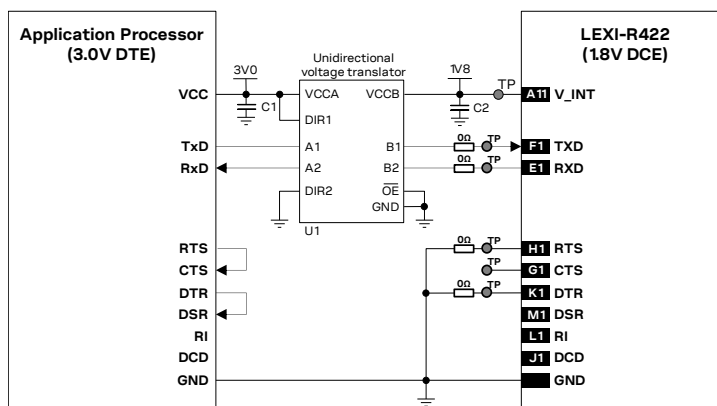 Application Processor
(3.0V DTE)
LEXI-R422
(1.8V DCE)
Unidirectional
voltage translator
3V0
1V8
TP
VCC
C1
VCCA
VCCB
C2
A11 V_INT
DIR1
0Ω TP
TxD
A1
B1
F1 TXD
0Ω TP
RxD
A2
B2
E1 RXD
DIR2
OE
GND
U1
0Ω TP
RTS
H1 RTS
TP
CTS
G1 CTS
0Ω TP
DTR
K1 DTR
DSR
M1 DSR
RI
L1 RI
DCD
J1 DCD
GND
GND